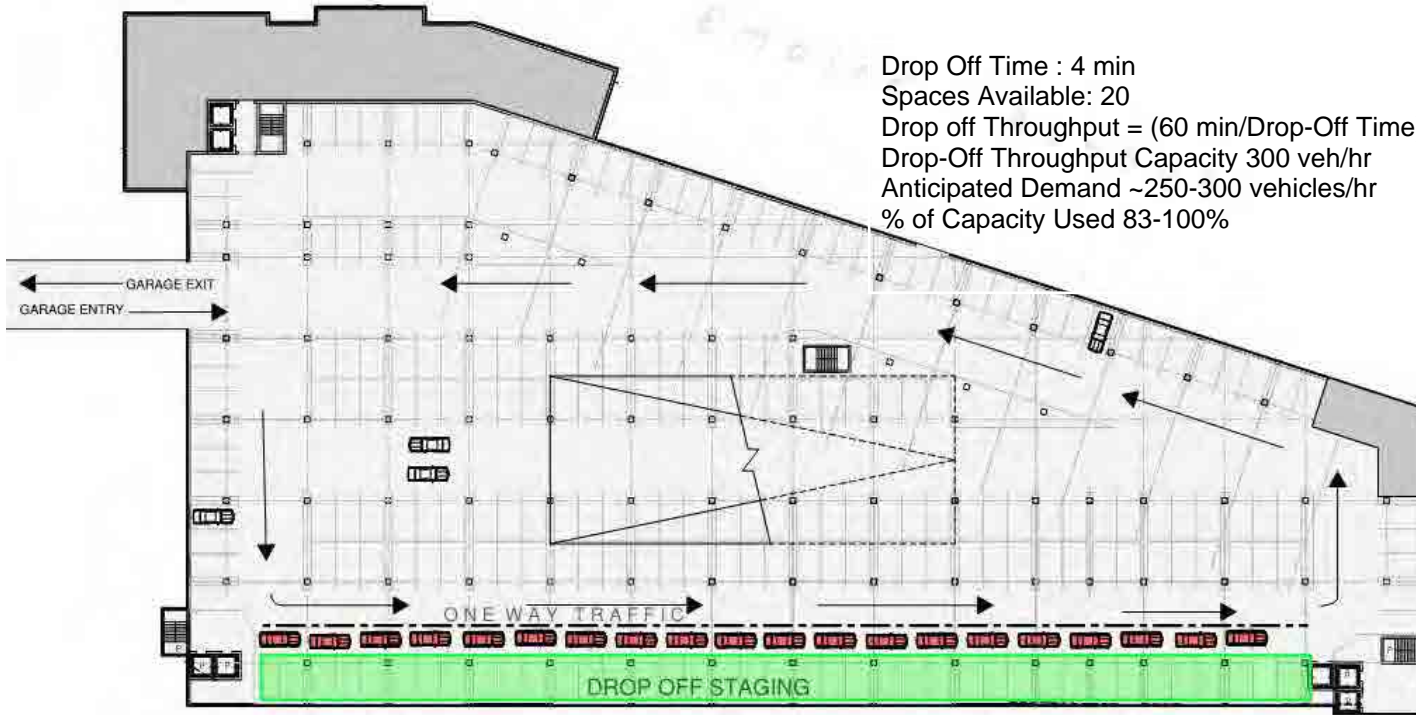 Drop Off Time : 4 min
Spaces Available: 20
Drop off Throughput = (60 min/Drop-Off Time
Drop-Off Throughput Capacity 300 veh/hr
Anticipated Demand ~250-300 vehicles/hr
% of Capacity Used 83-100%
GARAGE EXIT
GARAGE ENTRY
ONE WAY TRAFFIC
DROP OFF STAGING